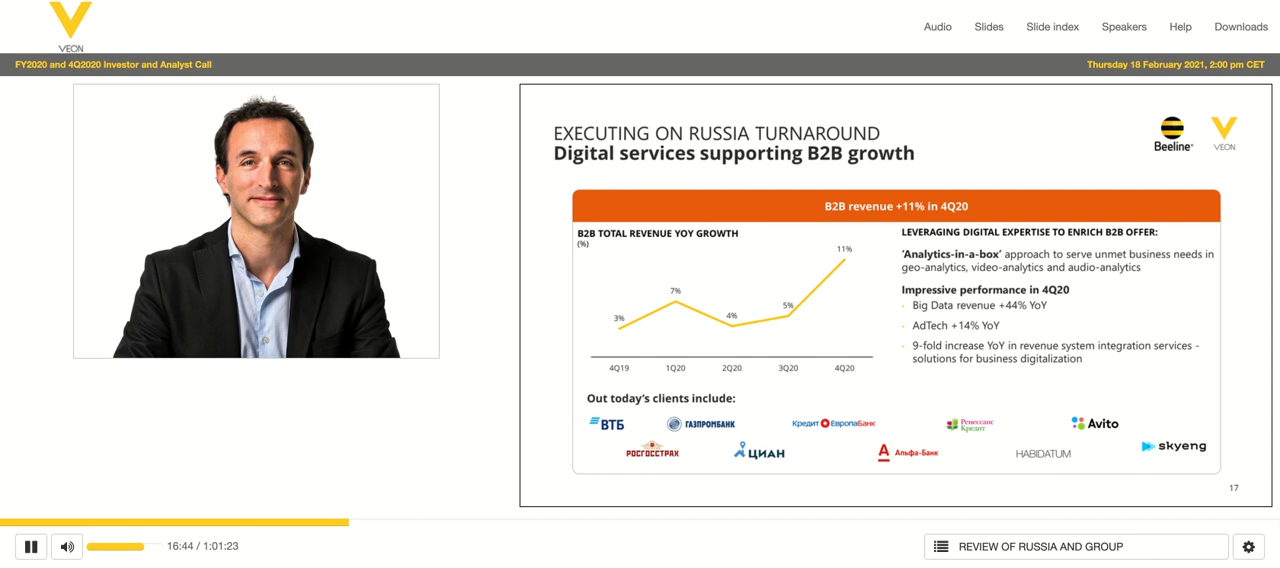 VEON
Audio Slides Slide index Speakers Help Downloads
FY2020 and 4Q2020 Investor and Analyst Call
Thursday 18 February 2021, 2:00 pm CET
EXECUTING ON RUSSIA TURNAROUND
Digital services supporting B2B growth
Beeline
VEON
B2B revenue +11% in 4Q20
B2B TOTAL REVENUE YOY GROWTH
(%)
3%
7%
4%
5%
11%
4Q19 1Q20 2Q20 3Q20 4Q20
LEVERAGING DIGITAL EXPERTISE TO ENRICH B2B OFFER:
'Analytics-in-a-box' approach to serve unmet business needs in
geo-analytics, video-analytics and audio-analytics
Impressive performance in 4Q20
Big Data revenue +44% YoY
AdTech +14% YoY
9-fold increase YoY in revenue system integration services -
solutions for business digitalization
Out today's clients include:
ВТБ
ГАЗПРОМБАНК
Кредит ЕвропаБанк
Ренессанс
Кредит
Avito
РОСГОССТРАХ
ЦИАН
Альфа-Банк
HABIDATUM
skyeng
17
16:44 / 1:01:23
REVIEW OF RUSSIA AND GROUP